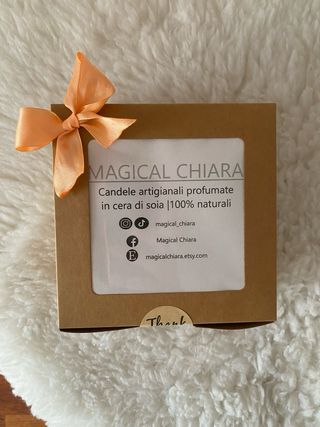 MAGICAL CHIARA
Candele artigianali profumate
in cera di soia |100% naturali
magical_chiara
Magical Chiara
magicalchiara.etsy.com
Thank